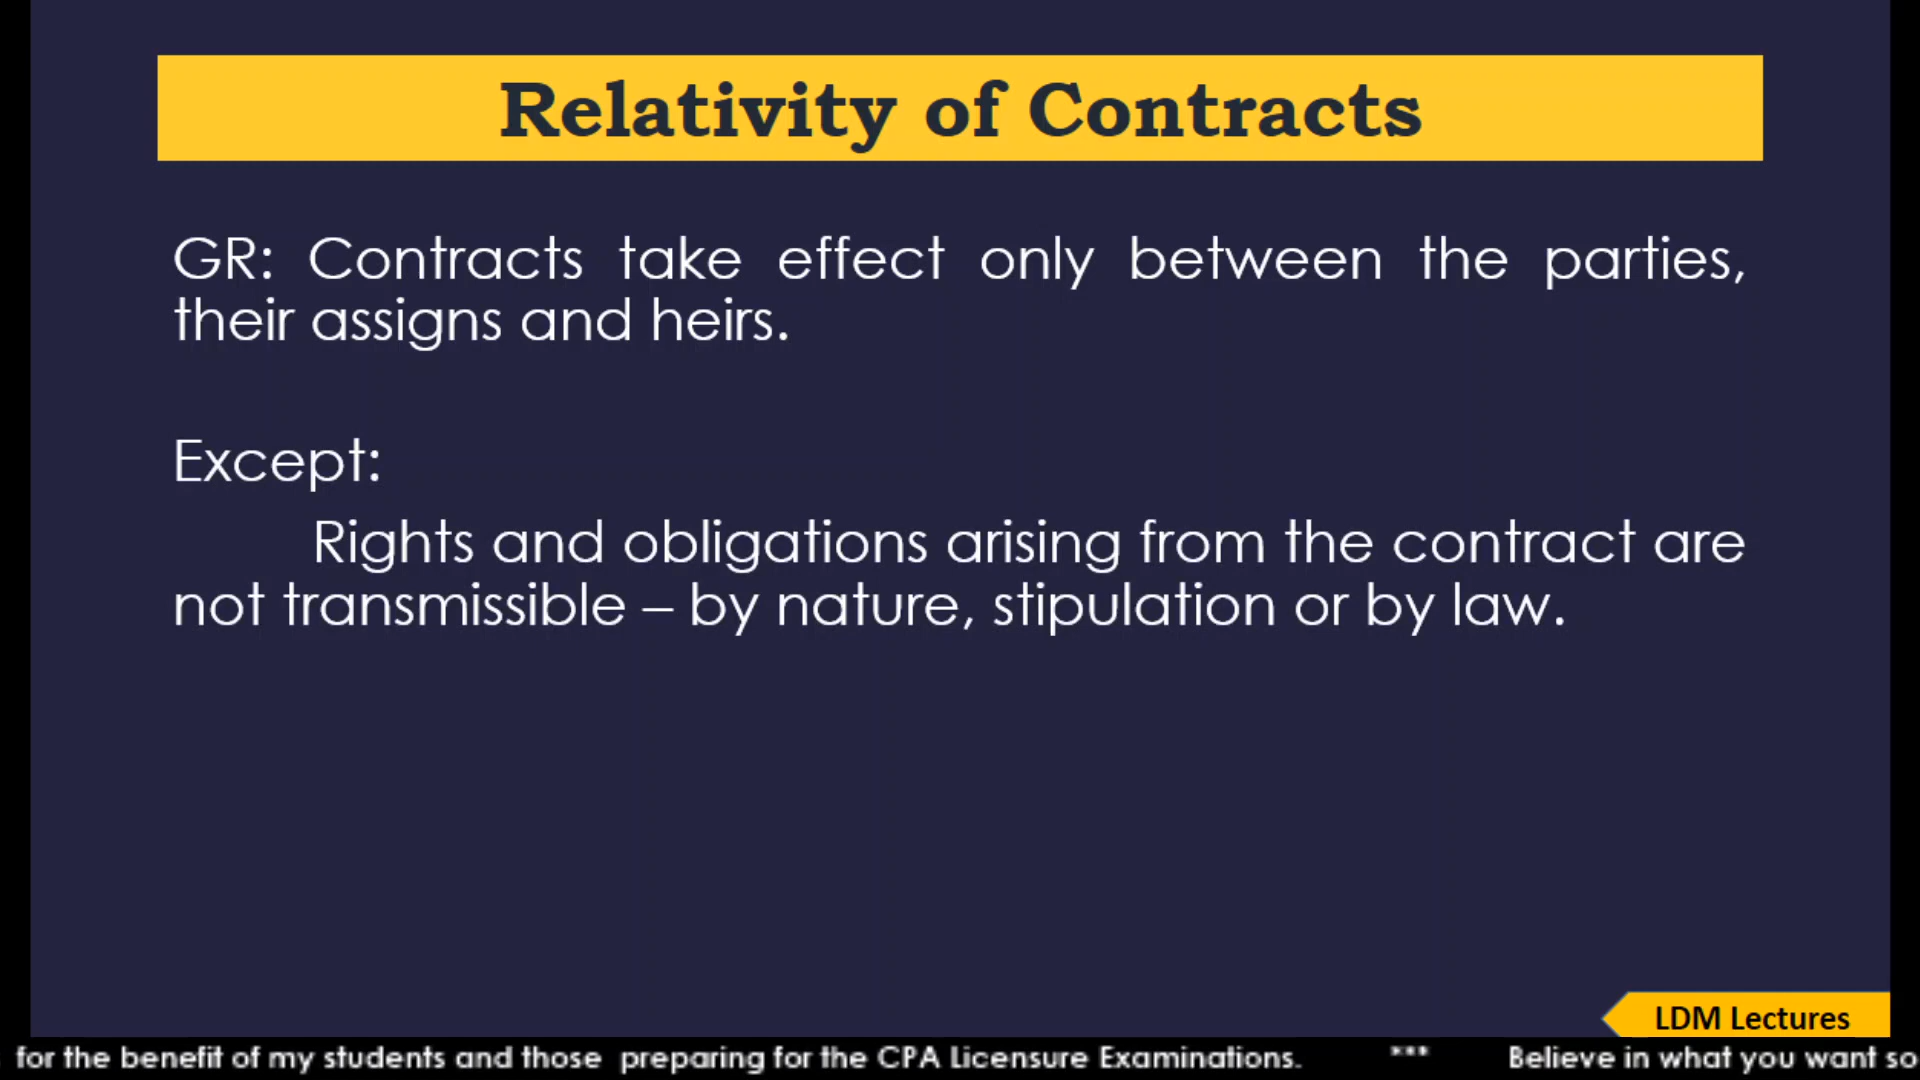 Relativity of Contracts
GR: Contracts take effect only between the parties,
their assigns and heirs.
Except:
Rights and obligations arising from the contract are
not transmissible – by nature, stipulation or by law.
LDM Lectures
for the benefit of my students and those preparing for the CPA Licensure Examinations. *** Believe in what you want so